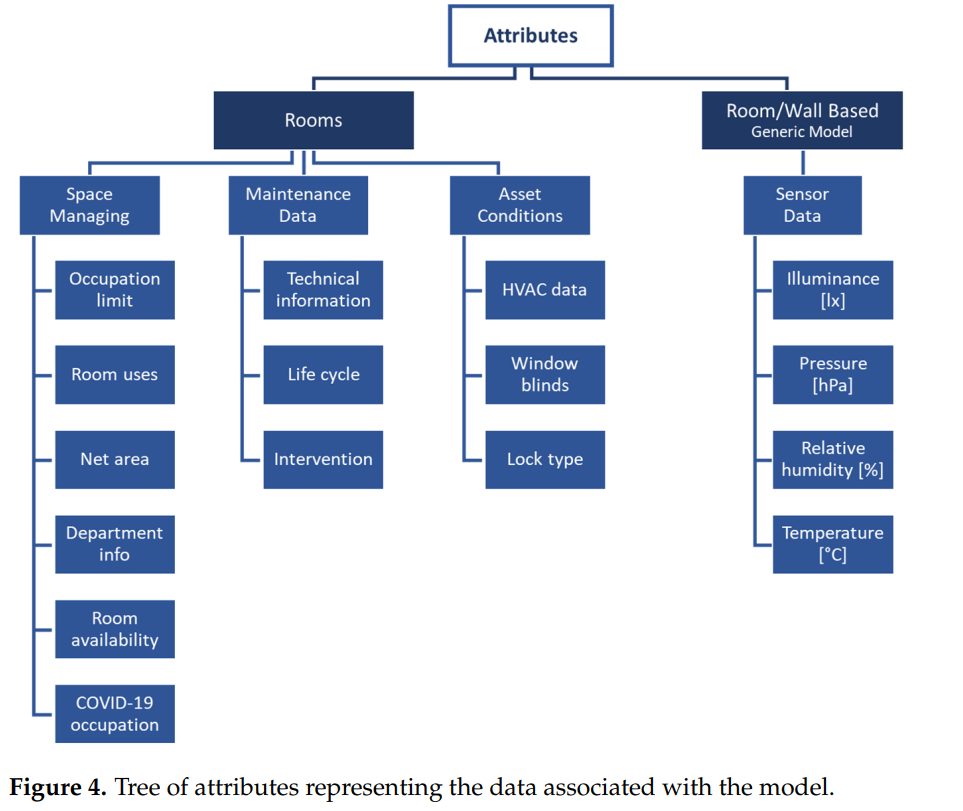 Attributes
Rooms
Room/Wall Based
Generic Model
Space
Managing
Maintenance
Data
Asset
Conditions
Sensor
Data
Occupation
limit
Room uses
Net area
Department
info
Room
availability
COVID-19
occupation
Technical
information
Life cycle
Intervention
HVAC data
Window
blinds
Lock type
Illuminance
[lx]
Pressure
[hPa]
Relative
humidity [%]
Temperature
[°C]
Figure 4. Tree of attributes representing the data associated with the model.